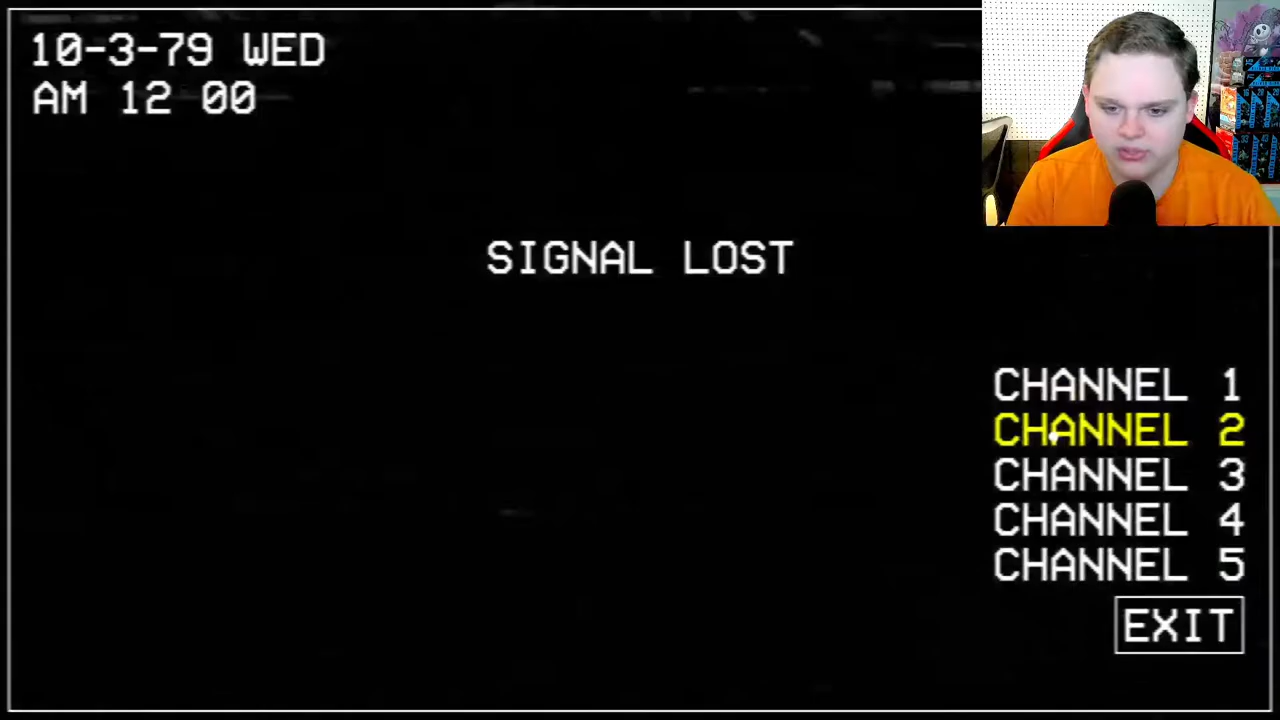 10-3-79 WED
AM 12 00
SIGNAL LOST
CHANNEL 1
CHANNEL 2
CHANNEL 3
CHANNEL 4
CHANNEL 5
EXIT